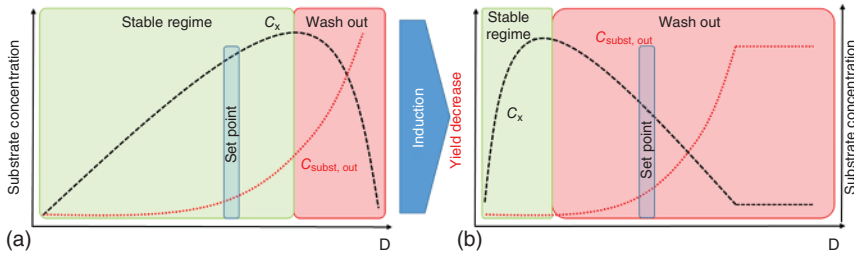 Substrate concentration
Stable regime
Cx
Wash out
Set point
Csubst, out
(a)
D
Induction
Yield decrease
Stable
regime
Wash out
Csubst, out
Cx
Set point
(b)
D
Substrate concentration